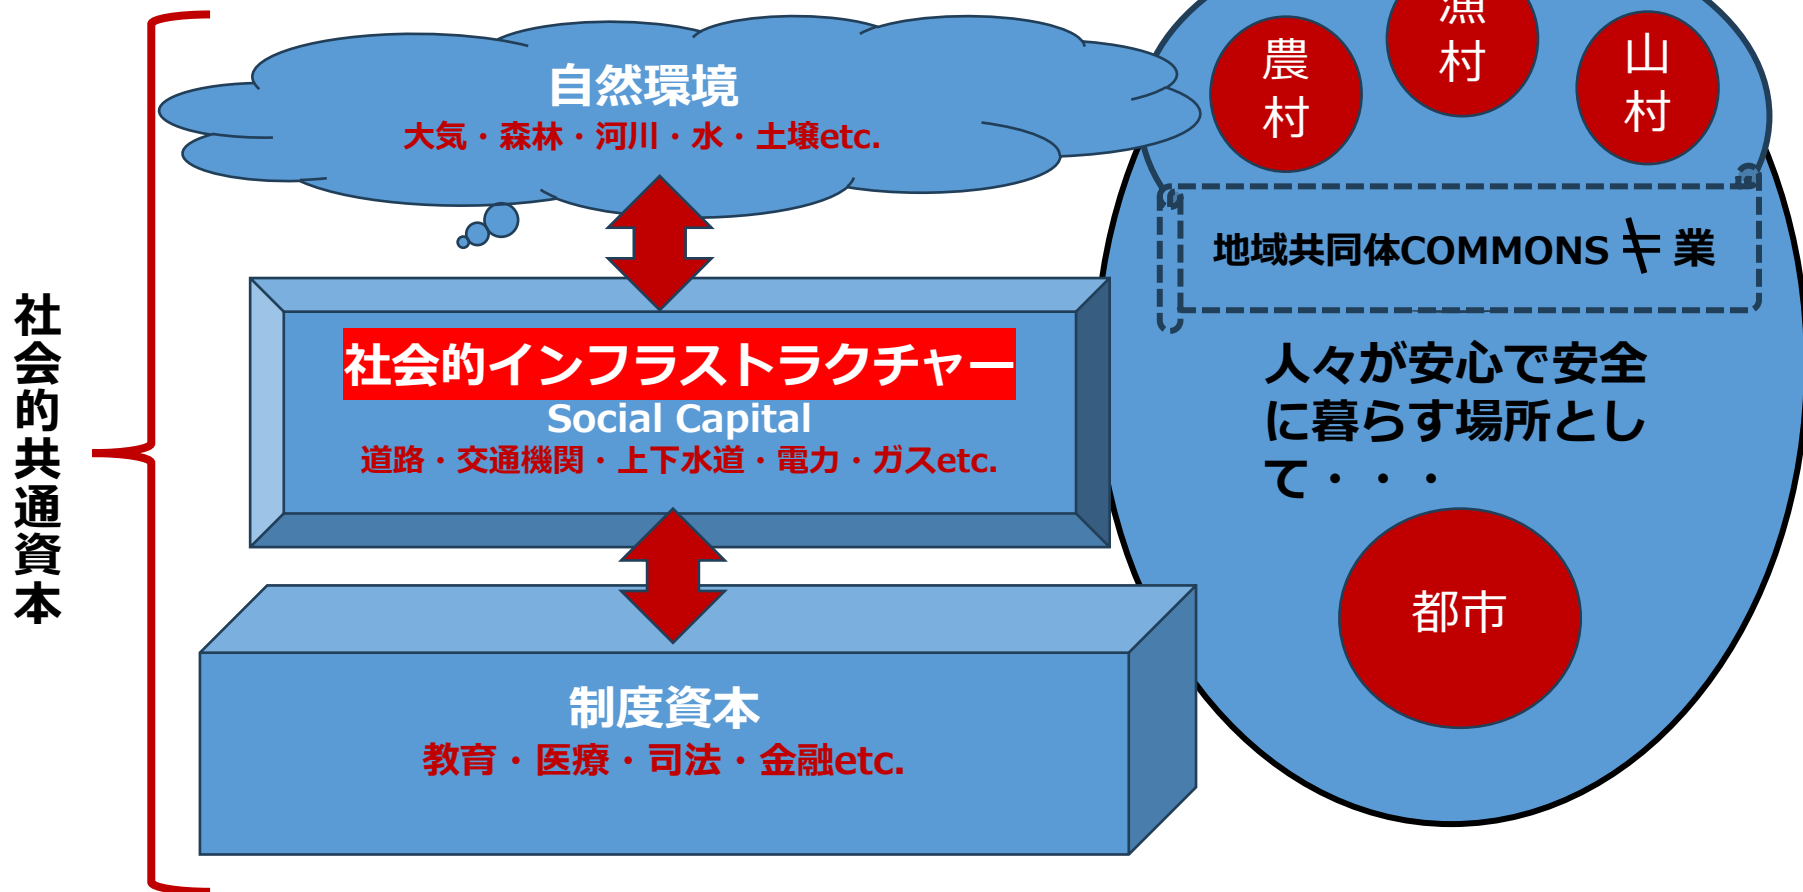 社会的共通資本
自然環境
大気・森林・河川・水・土壌etc.
社会的インフラストラクチャー
Social Capital
道路・交通機関・上下水道・電力・ガスetc.
制度資本
教育・医療・司法・金融etc.
農村
漁村
山村
地域共同体COMMONS ≠ 業
人々が安心で安全
に暮らす場所とし
て・・・
都市